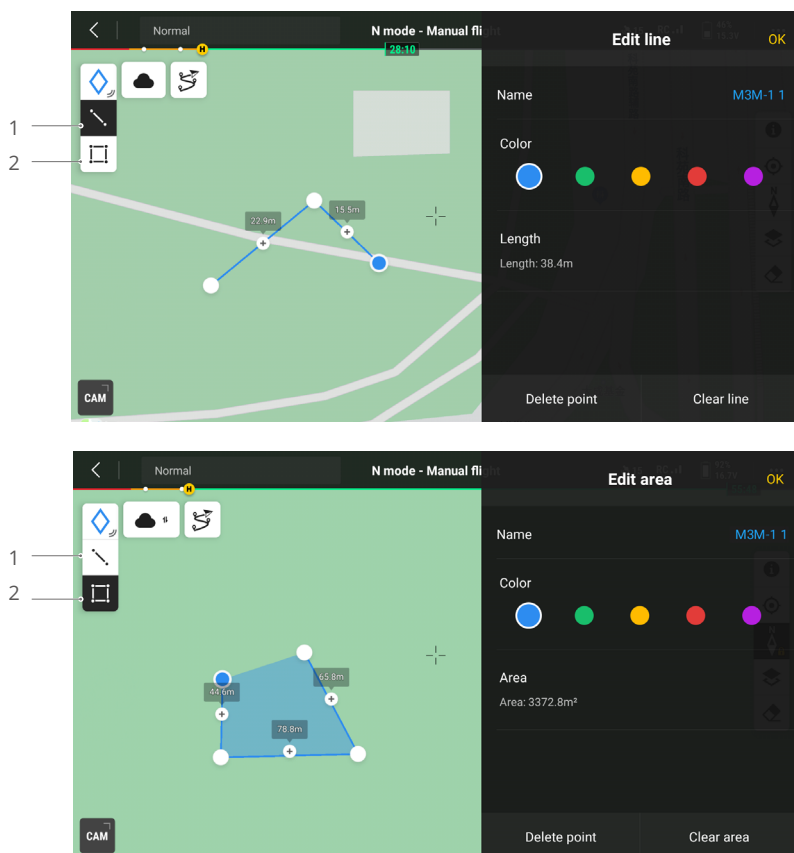 Normal
N mode - Manual fli
Edit line
OK
H
28:10
Name
M3M-1 1
1
Color
2
15.5m
22.9m
Length
Length: 38.4m
CAM
Delete point
Clear line
Normal
N mode - Manual fli
Edit area
OK
H
Name
M3M-1 1
1
Color
2
Area
65.8m
44.6m
Area: 3372.8m²
78.8m
CAM
Delete point
Clear area